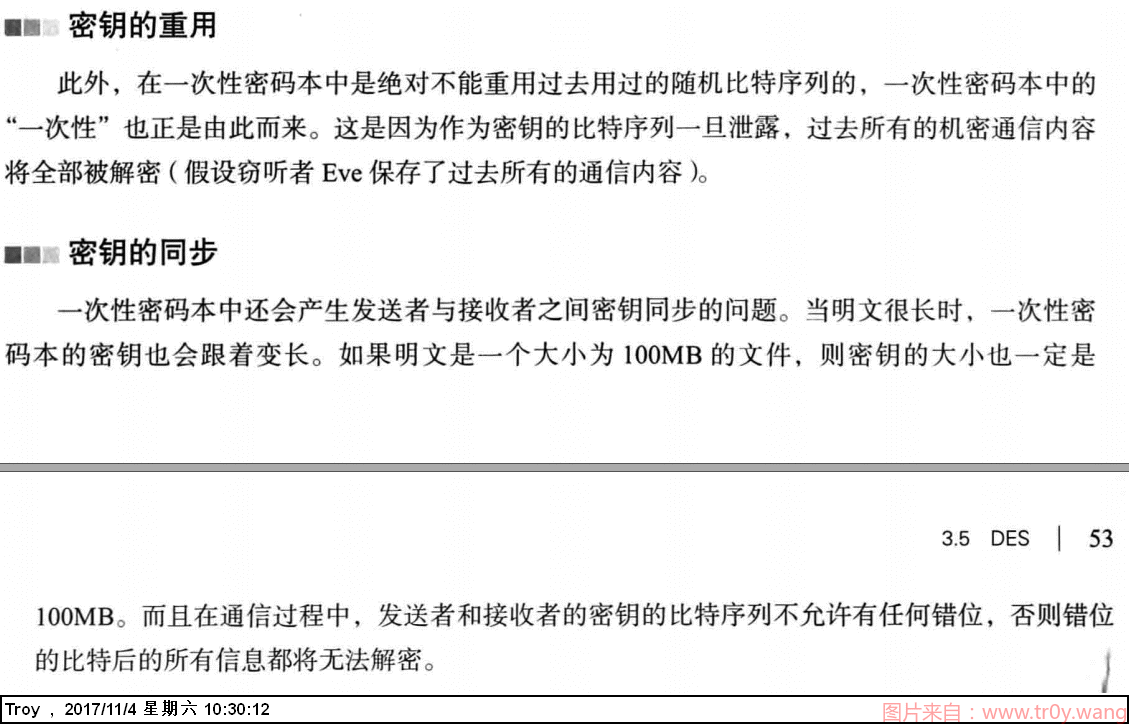 密钥的重用
此外，在一次性密码本中是绝对不能重用过去用过的随机比特序列的，一次性密码本中的
“一次性”也正是由此而来。这是因为作为密钥的比特序列一旦泄露，过去所有的机密通信内容
将全部被解密（假设窃听者 Eve 保存了过去所有的通信内容）。
密钥的同步
一次性密码本中还会产生发送者与接收者之间密钥同步的问题。当明文很长时，一次性密
码本的密钥也会跟着变长。如果明文是一个大小为 100MB 的文件，则密钥的大小也一定是
3.5 DES | 53
100MB。而且在通信过程中，发送者和接收者的密钥的比特序列不允许有任何错位，否则错位
的比特后的所有信息都将无法解密。
Troy , 2017/11/4 星期六 10:30:12
图片来自：www.tr0y.wang